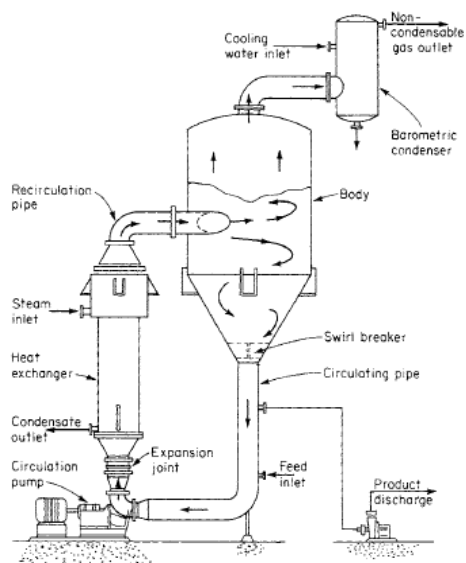 Non-
condensable
gas outlet
Cooling
water inlet
Barometric
condenser
Recirculation
pipe
Body
Steam
inlet
Swirl breaker
Heat
exchanger
Circulating pipe
Condensate
outlet
Expansion
joint
Feed
inlet
Circulation
pump
Product
discharge